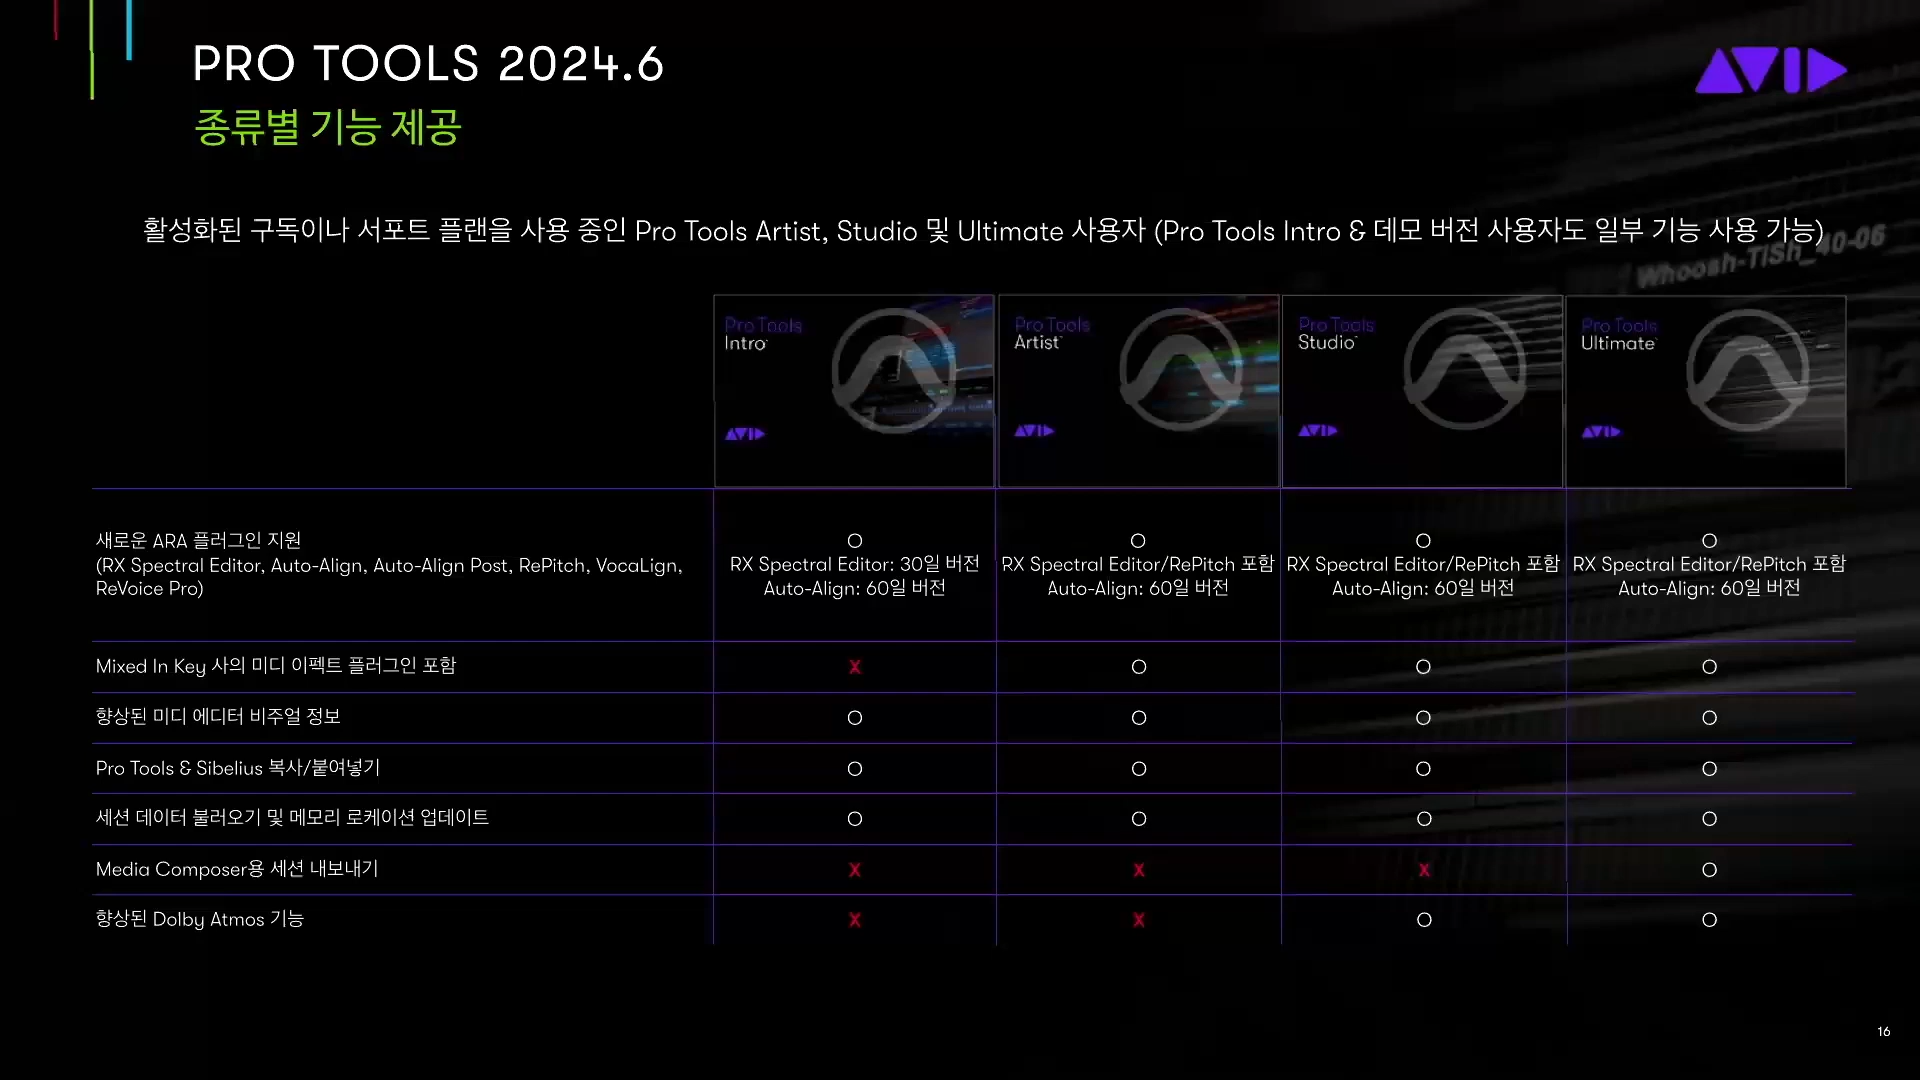 PRO TOOLS 2024.6
AVID
종류별 기능 제공
활성화된 구독이나 서포트 플랜을 사용 중인 Pro Tools Artist, Studio 및 Ultimate 사용자 (Pro Tools Intro & 데모 버전 사용자도 일부 기능 사용 가능)
Whoosh-TiSh_40-06
Pro Tools
Intro
AVID
Pro Tools
Artist
AVID
Pro Tools
Studio
AVID
Pro Tools
Ultimate
AVID
새로운 ARA 플러그인 지원
(RX Spectral Editor, Auto-Align, Auto-Align Post, RePitch, VocaLign,
ReVoice Pro)
O
RX Spectral Editor: 30일 버전
Auto-Align: 60일 버전
O
RX Spectral Editor/RePitch 포함
Auto-Align: 60일 버전
O
RX Spectral Editor/RePitch 포함
Auto-Align: 60일 버전
O
RX Spectral Editor/RePitch 포함
Auto-Align: 60일 버전
Mixed In Key 사의 미디 이펙트 플러그인 포함 X O O O
향상된 미디 에디터 비주얼 정보 O O O O
Pro Tools & Sibelius 복사/붙여넣기 O O O O
세션 데이터 불러오기 및 메모리 로케이션 업데이트 O O O O
Media Composer용 세션 내보내기 X X X O
향상된 Dolby Atmos 기능 X X O O
16